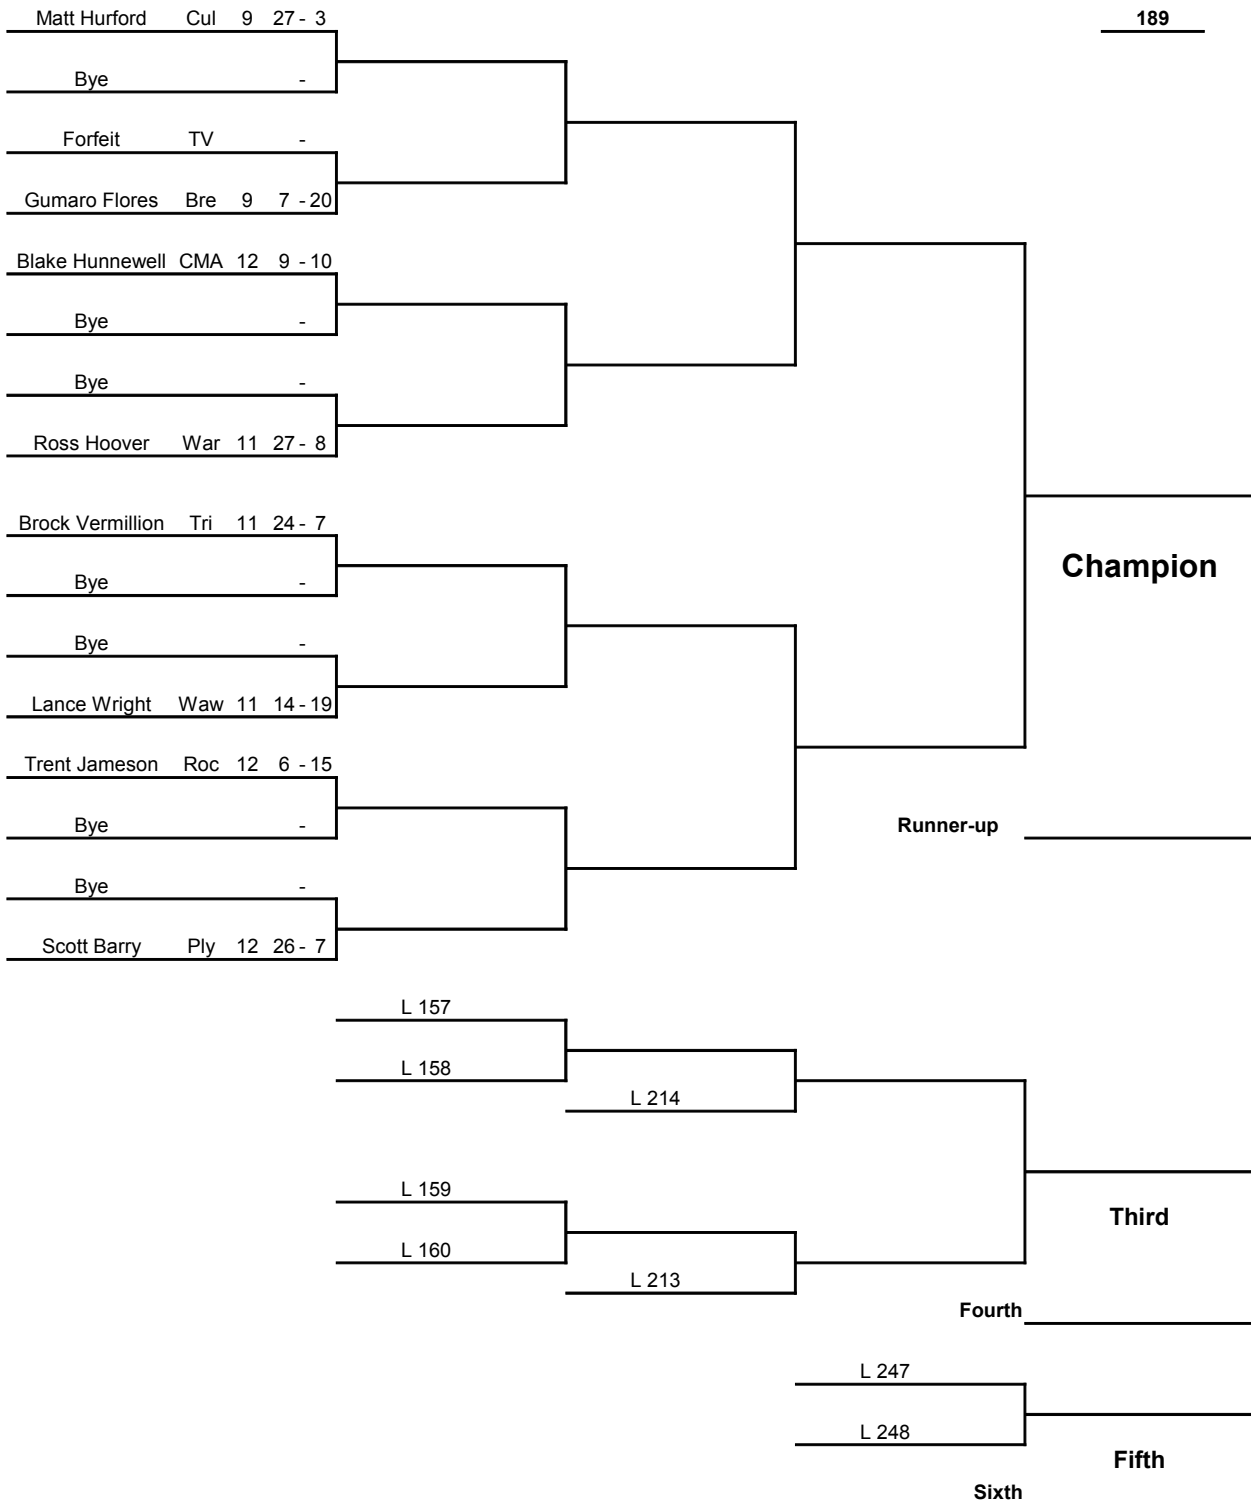 Matt Hurford Cul 9 27 - 3
189
Bye -
Forfeit TV -
Gumaro Flores Bre 9 7 - 20
Blake Hunnewell CMA 12 9 - 10
Bye -
Bye -
Ross Hoover War 11 27 - 8
Brock Vermillion Tri 11 24 - 7
Champion
Bye -
Bye -
Lance Wright Waw 11 14 - 19
Trent Jameson Roc 12 6 - 15
Bye -
Runner-up
Bye -
Scott Barry Ply 12 26 - 7
L 157
L 158
L 214
L 159
Third
L 160
L 213
Fourth
L 247
L 248
Fifth
Sixth